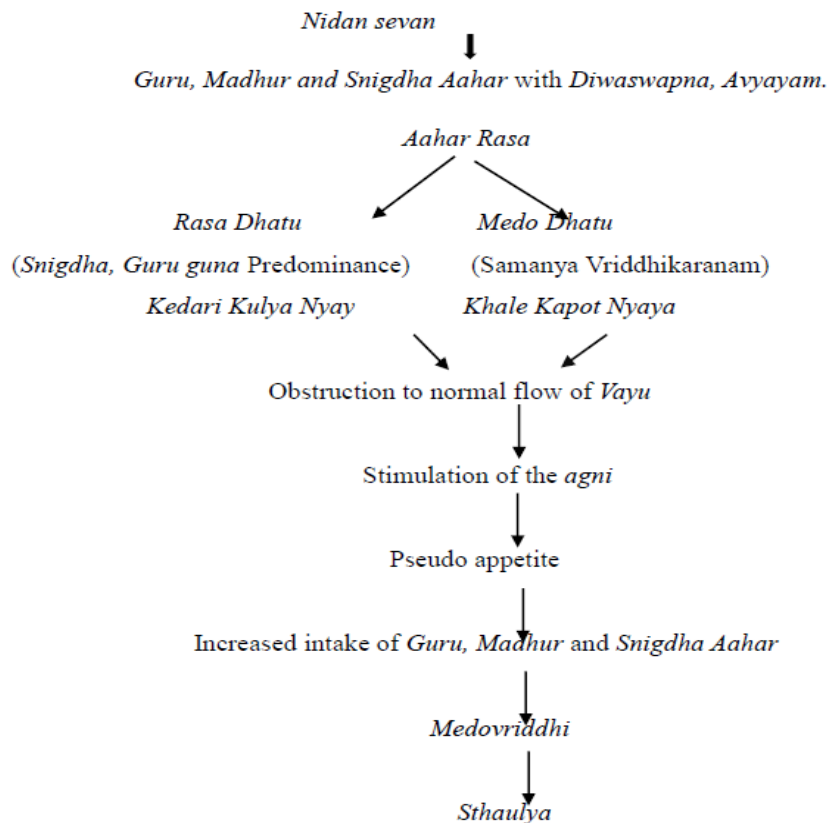 Nidan sevan
Guru, Madhur and Snigdha Aahar with Diwaswapna, Avyayam.
Aahar Rasa
Rasa Dhatu Medo Dhatu
(Snigdha, Guru guna Predominance) (Samanya Vriddhikaranam)
Kedari Kulya Nyay Khale Kapot Nyaya
Obstruction to normal flow of Vayu
Stimulation of the agni
Pseudo appetite
Increased intake of Guru, Madhur and Snigdha Aahar
Medovriddhi
Sthaulya